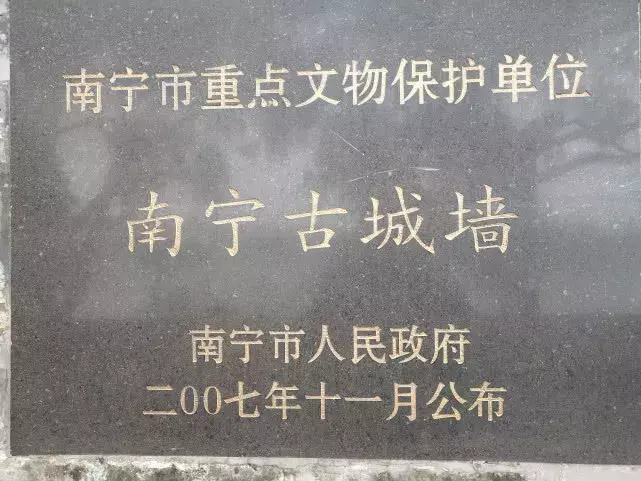 南宁市重点文物保护单位
南宁古城墙
南宁市人民政府
二00七年十一月公布